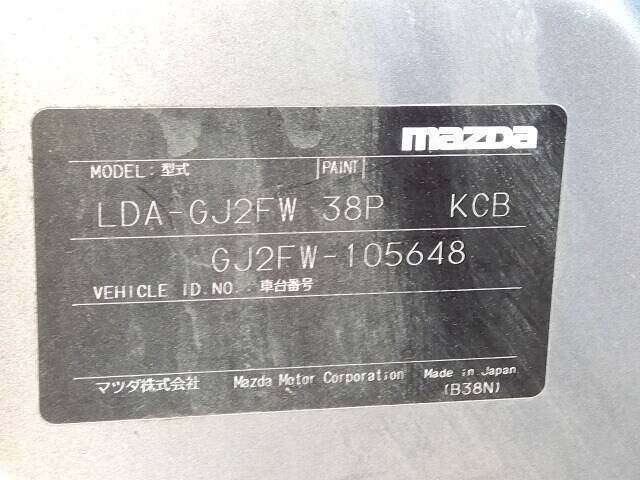 mazda
MODEL: 型式 PAINT
LDA-GJ2FW 38P KCB
GJ2FW-105648
VEHICLE ID.NO. 車台番号
マツダ株式会社 Mazda Motor Corporation Made in Japan
(B38N)